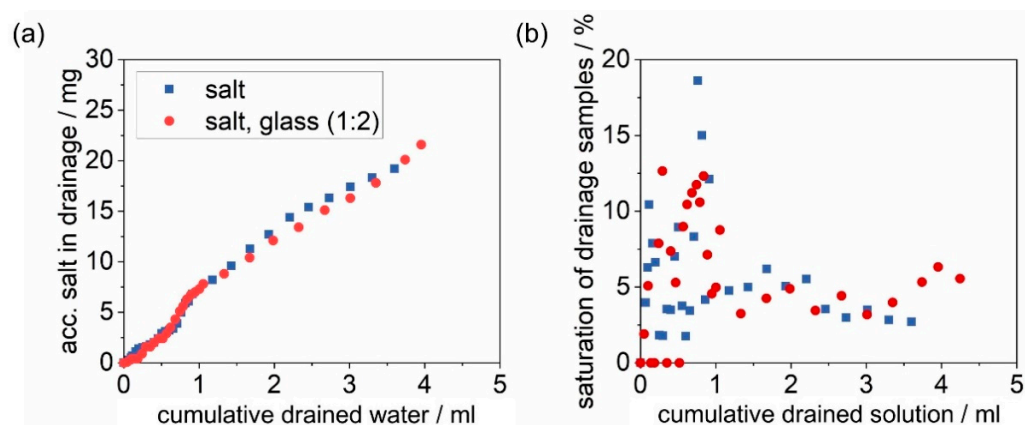 (a)
acc. salt in drainage / mg
30
25
20
15
10
5
0
salt
salt, glass (1:2)
0 1 2 3 4 5
cumulative drained water / ml
(b)
saturation of drainage samples / %
20
15
10
5
0
0 1 2 3 4 5
cumulative drained solution / ml